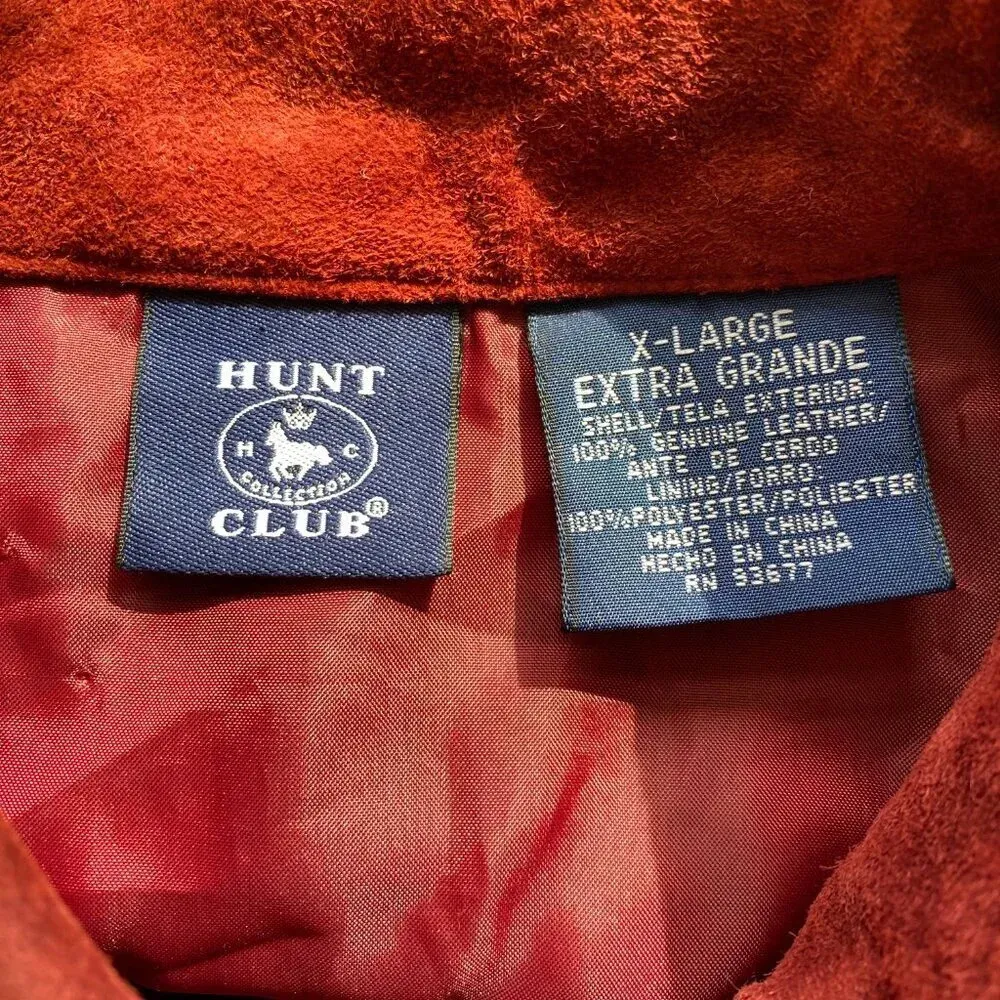 HUNT
H C
COLLECTION
CLUB®
X-LARGE
EXTRA GRANDE
SHELL/TELA EXTERIOR:
100% GENUINE LEATHER/
ANTE DE CERDO
LINING/FORRO:
100%POLYESTER/POLIESTER
MADE IN CHINA
HECHO EN CHINA
RN 93677